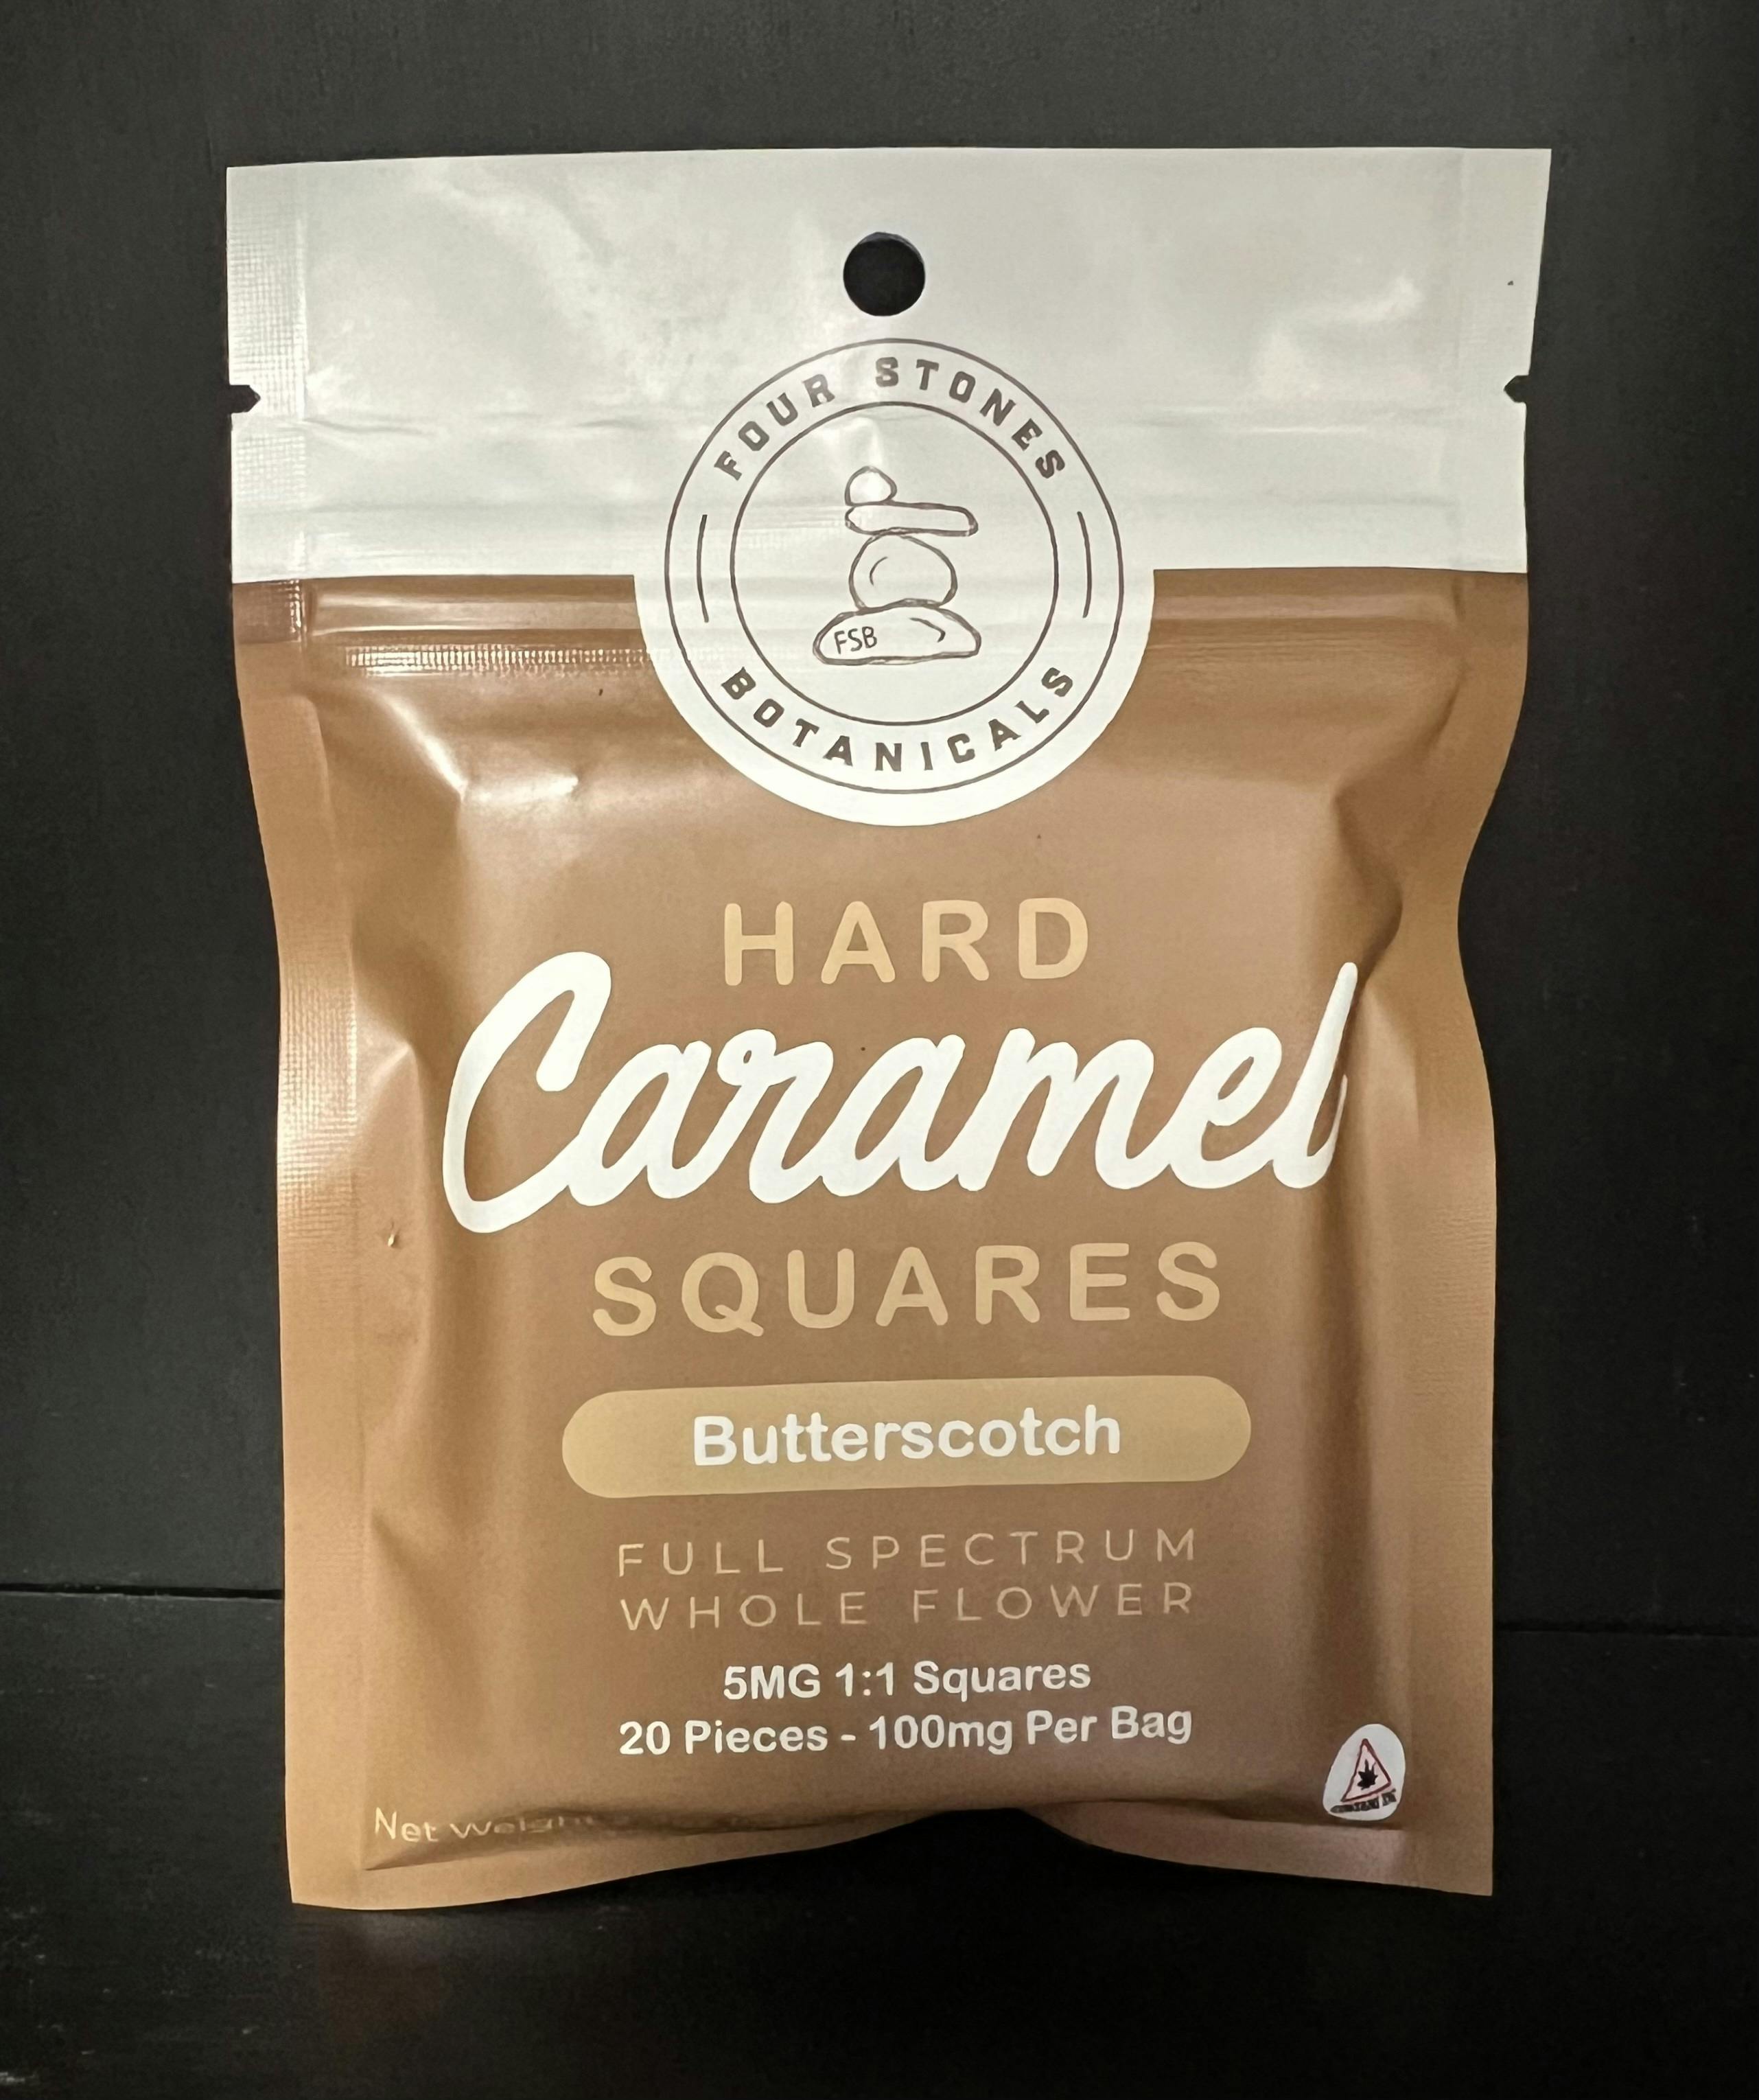 FOUR STONES
FSB
BOTANICALS
HARD
Caramel
SQUARES
Butterscotch
FULL SPECTRUM
WHOLE FLOWER
5MG 1:1 Squares
20 Pieces - 100mg Per Bag
Net Weight